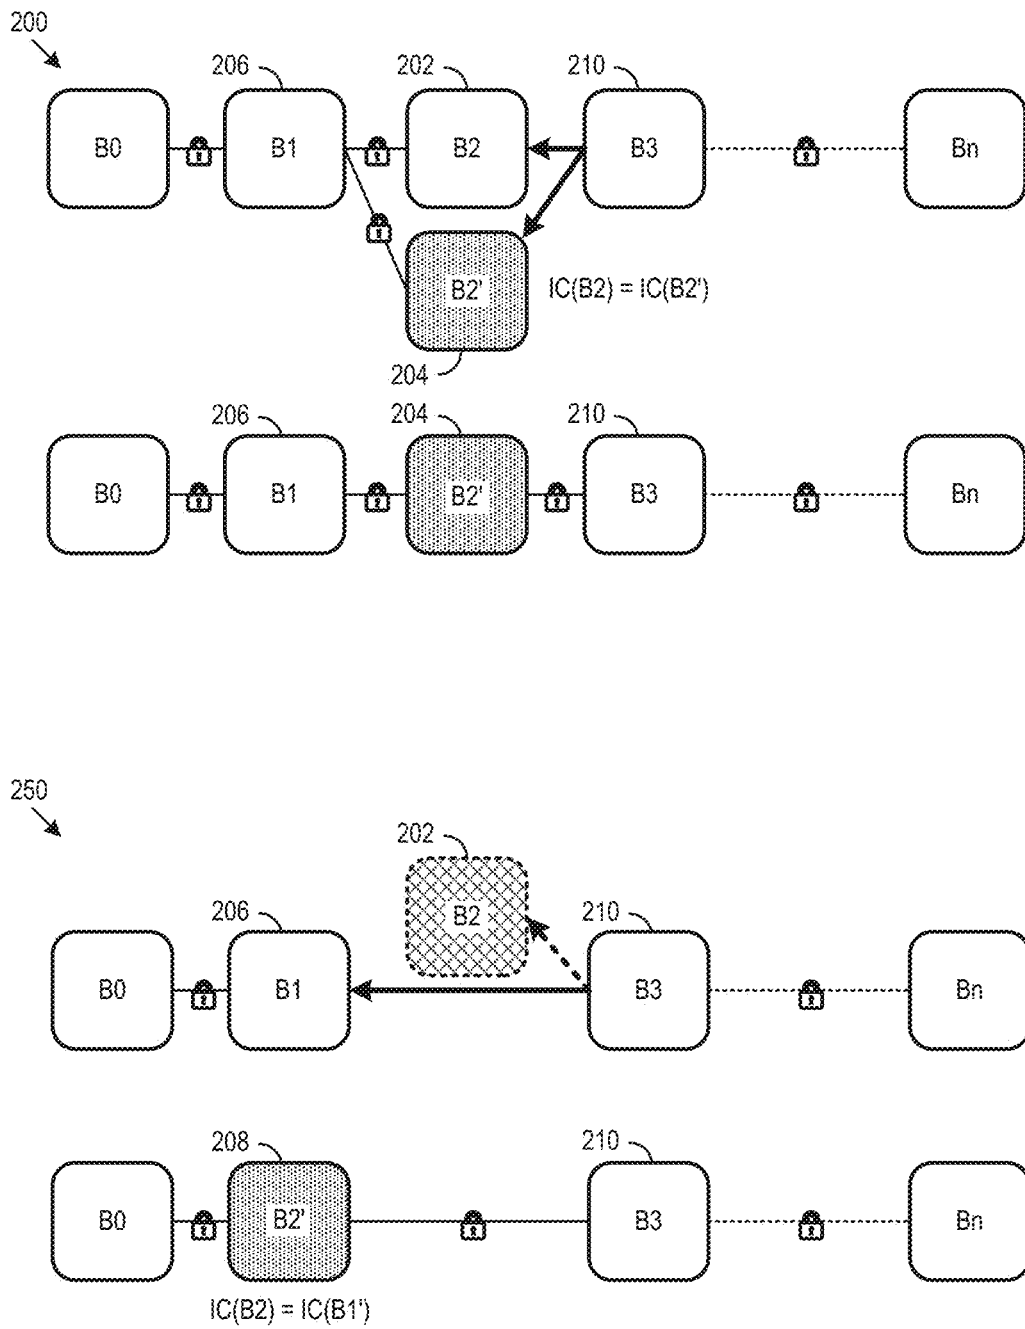 200
206 202 210
B0 B1 B2 B3 Bn
B2' IC(B2) = IC(B2')
204
206 204 210
B0 B1 B2' B3 Bn
250
202
B2
206 210
B0 B1 B3 Bn
208 210
B0 B2' B3 Bn
IC(B2) = IC(B1')